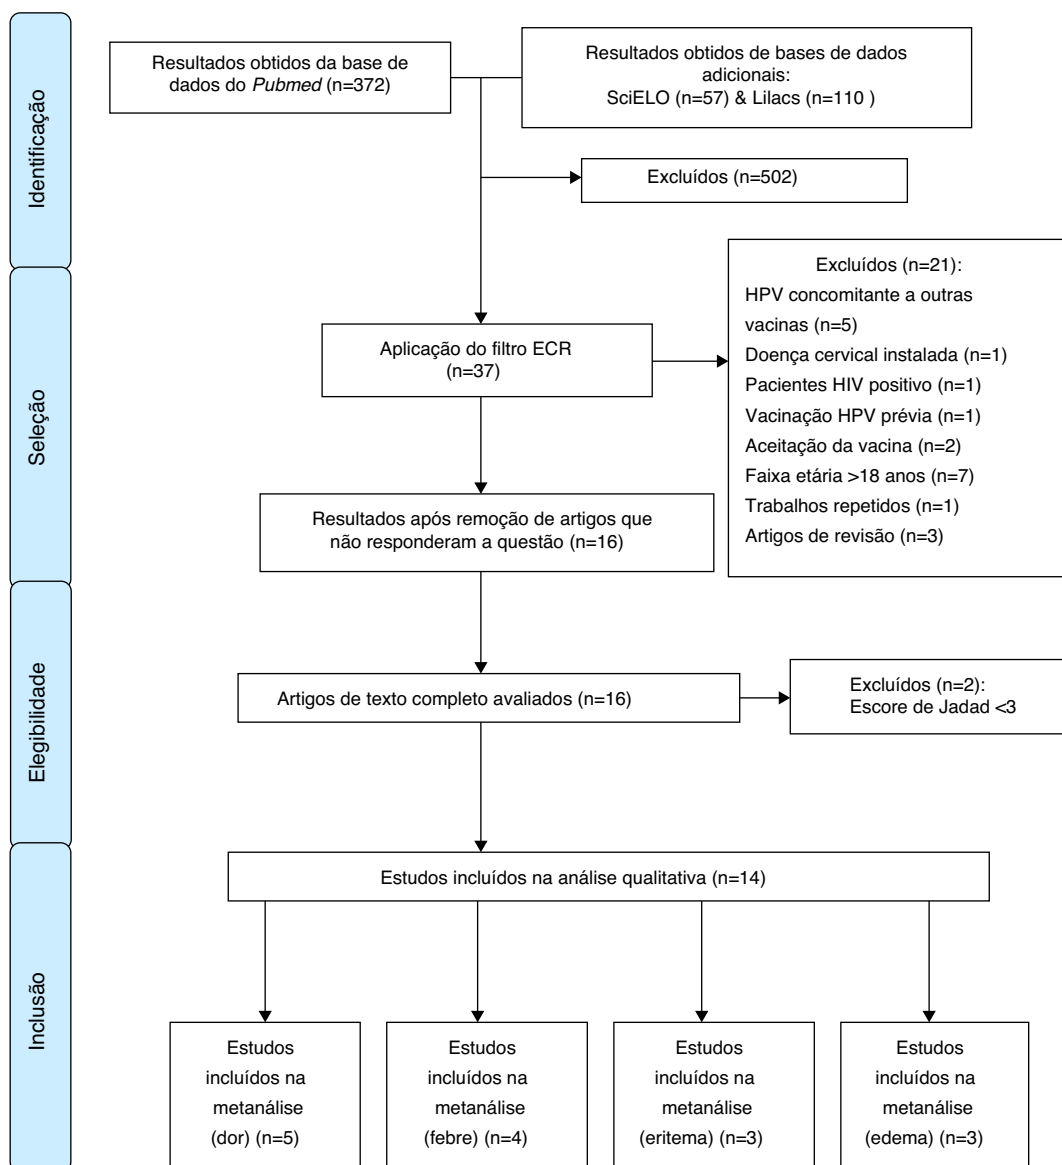 Identificação
Resultados obtidos da base de
dados do Pubmed (n=372)
Resultados obtidos de bases de dados
adicionais:
SciELO (n=57) & Lilacs (n=110 )
Excluídos (n=502)
Seleção
Aplicação do filtro ECR
(n=37)
Excluídos (n=21):
HPV concomitante a outras
vacinas (n=5)
Doença cervical instalada (n=1)
Pacientes HIV positivo (n=1)
Vacinação HPV prévia (n=1)
Aceitação da vacina (n=2)
Faixa etária >18 anos (n=7)
Trabalhos repetidos (n=1)
Artigos de revisão (n=3)
Resultados após remoção de artigos que
não responderam a questão (n=16)
Elegibilidade
Artigos de texto completo avaliados (n=16)
Excluídos (n=2):
Escore de Jadad <3
Inclusão
Estudos incluídos na análise qualitativa (n=14)
Estudos
incluídos na
metanálise
(dor) (n=5)
Estudos
incluídos na
metanálise
(febre) (n=4)
Estudos
incluídos na
metanálise
(eritema) (n=3)
Estudos
incluídos na
metanálise
(edema) (n=3)